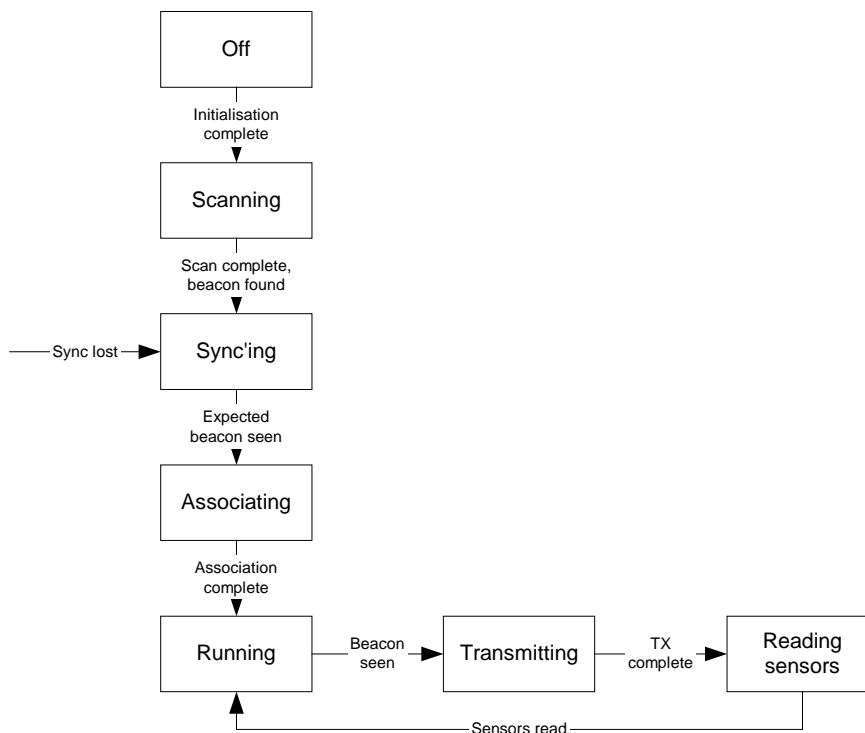 Off
Initialisation
complete
Scanning
Scan complete,
beacon found
Sync lost
Sync'ing
Expected
beacon seen
Associating
Association
complete
Running
Beacon
seen
Transmitting
TX
complete
Reading
sensors
Sensors read